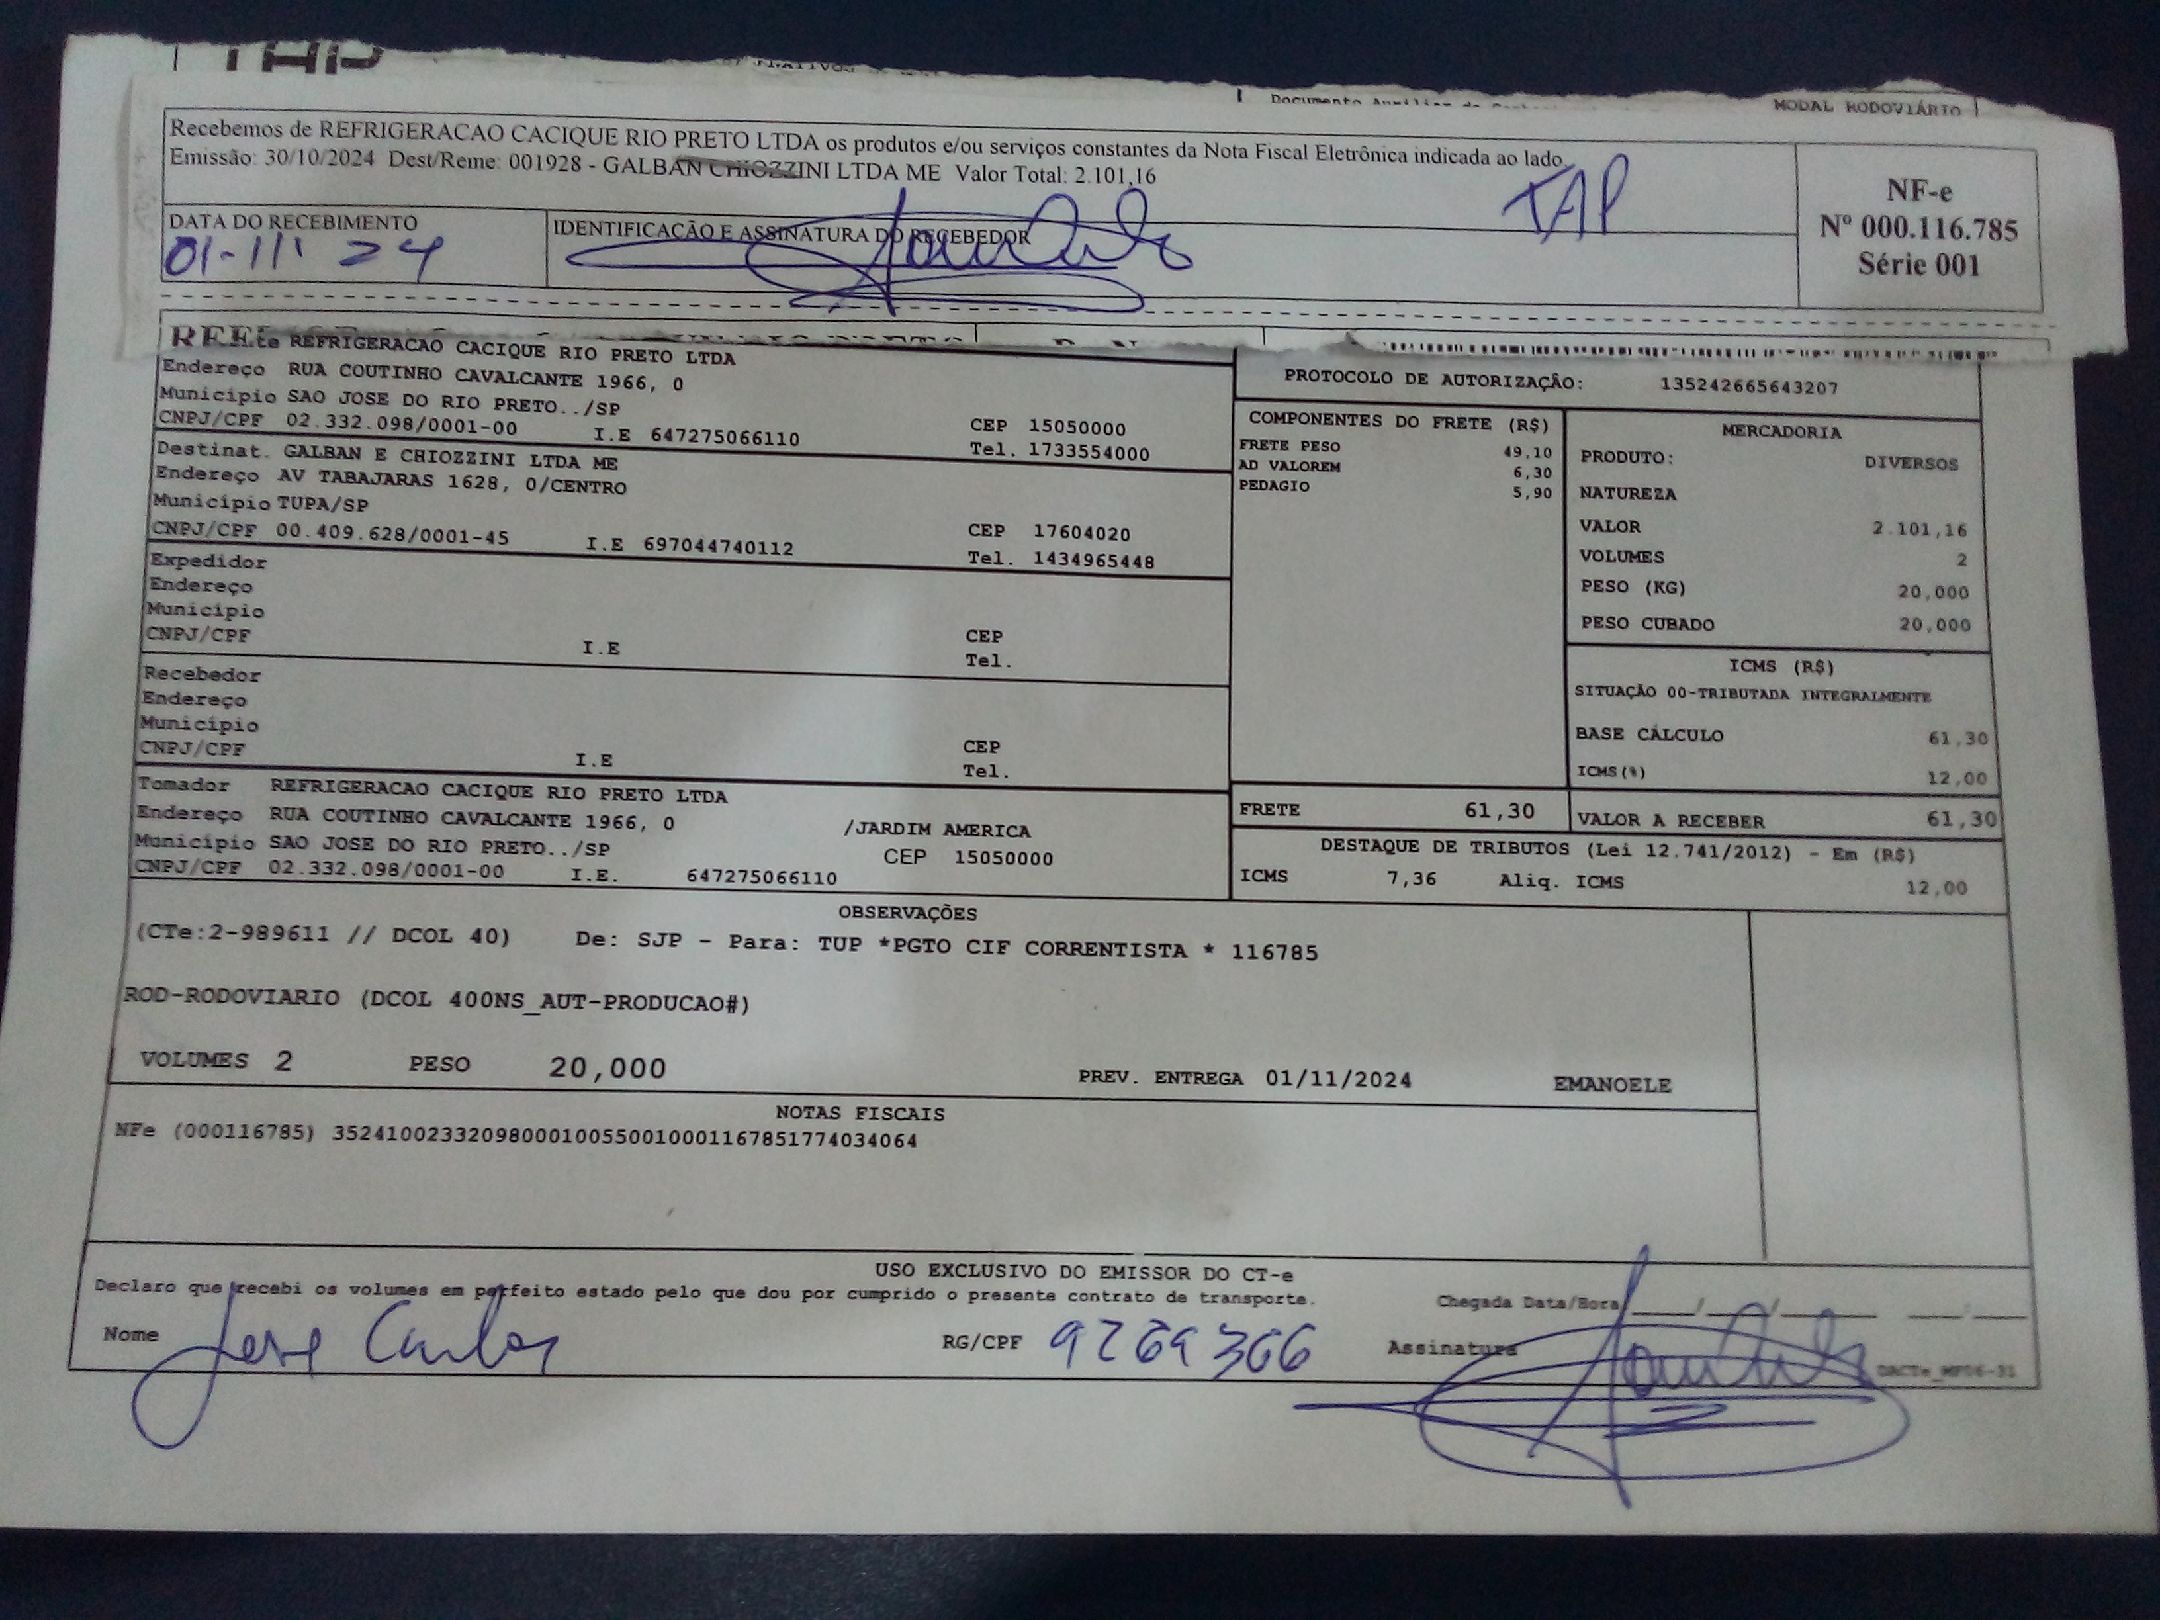 TAP
MODAL RODOVIÁRIO
Recebemos de REFRIGERACAO CACIQUE RIO PRETO LTDA os produtos e/ou serviços constantes da Nota Fiscal Eletrônica indicada ao lado.
Emissão: 30/10/2024 Dest/Reme: 001928 - GALBAN CHIOZZINI LTDA ME Valor Total: 2.101,16
TAP
NF-e
Nº 000.116.785
Série 001
DATA DO RECEBIMENTO
01-11 24
IDENTIFICAÇÃO E ASSINATURA DO RECEBEDOR
REFRIGERACAO CACIQUE RIO PRETO LTDA
Endereço RUA COUTINHO CAVALCANTE 1966, 0
Município SAO JOSE DO RIO PRETO../SP CEP 15050000
CNPJ/CPF 02.332.098/0001-00 I.E 647275066110 Tel. 1733554000
Destinat. GALBAN E CHIOZZINI LTDA ME
Endereço AV TABAJARAS 1628, 0/CENTRO
Município TUPA/SP CEP 17604020
CNPJ/CPF 00.409.628/0001-45 I.E 697044740112 Tel. 1434965448
Expedidor
Endereço
Município
CNPJ/CPF I.E CEP
Tel.
Recebedor
Endereço
Município
CNPJ/CPF I.E CEP
Tel.
Tomador REFRIGERACAO CACIQUE RIO PRETO LTDA
Endereço RUA COUTINHO CAVALCANTE 1966, 0 /JARDIM AMERICA
Município SAO JOSE DO RIO PRETO../SP CEP 15050000
CNPJ/CPF 02.332.098/0001-00 I.E. 647275066110
PROTOCOLO DE AUTORIZAÇÃO: 135242665643207
COMPONENTES DO FRETE (R$)
FRETE PESO 49,10
AD VALOREM 6,30
PEDAGIO 5,90
MERCADORIA
PRODUTO: DIVERSOS
NATUREZA
VALOR 2.101,16
VOLUMES 2
PESO (KG) 20,000
PESO CUBADO 20,000
ICMS (R$)
SITUAÇÃO 00-TRIBUTADA INTEGRALMENTE
BASE CÁLCULO 61,30
ICMS(%) 12,00
FRETE 61,30 VALOR A RECEBER 61,30
DESTAQUE DE TRIBUTOS (Lei 12.741/2012) - Em (R$)
ICMS 7,36 Aliq. ICMS 12,00
OBSERVAÇÕES
(CTe:2-989611 // DCOL 40) De: SJP - Para: TUP *PGTO CIF CORRENTISTA * 116785
ROD-RODOVIARIO (DCOL 400NS_AUT-PRODUCAO#)
VOLUMES 2 PESO 20,000 PREV. ENTREGA 01/11/2024 EMANOELE
NOTAS FISCAIS
NFe (000116785) 35241002332098000100550010001167851774034064
USO EXCLUSIVO DO EMISSOR DO CT-e
Declaro que recebi os volumes em perfeito estado pelo que dou por cumprido o presente contrato de transporte. Chegada Data/Hora
Nome Jose Carlos RG/CPF 9269366 Assinatura